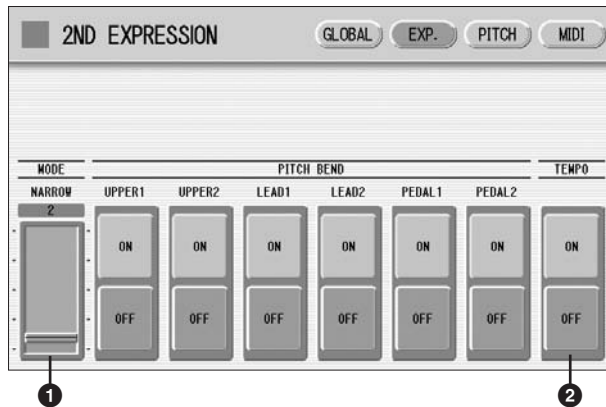 2ND EXPRESSION GLOBAL EXP. PITCH MIDI
MODE PITCH BEND TEMPO
NARROW UPPER1 UPPER2 LEAD1 LEAD2 PEDAL1 PEDAL2
2
ON ON ON ON ON ON ON
OFF OFF OFF OFF OFF OFF OFF
1 2